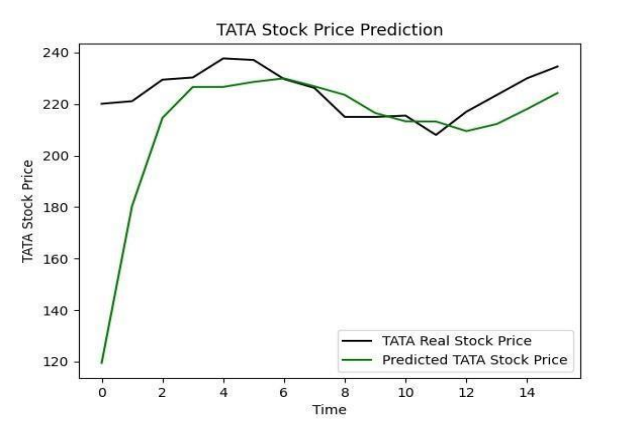 TATA Stock Price Prediction
240
220
200
180
160
140
120
TATA Stock Price
TATA Real Stock Price
Predicted TATA Stock Price
0 2 4 6 8 10 12 14
Time